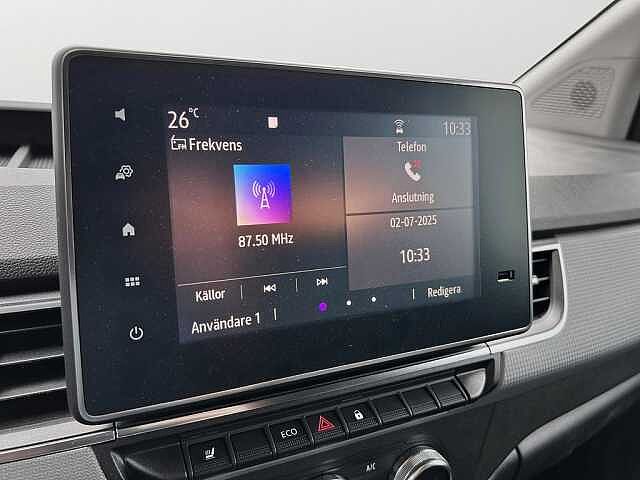 26°C
10:33
Frekvens
Telefon
87.50 MHz
Anslutning
02-07-2025
10:33
Källor
Redigera
Användare 1
ECO
A/C